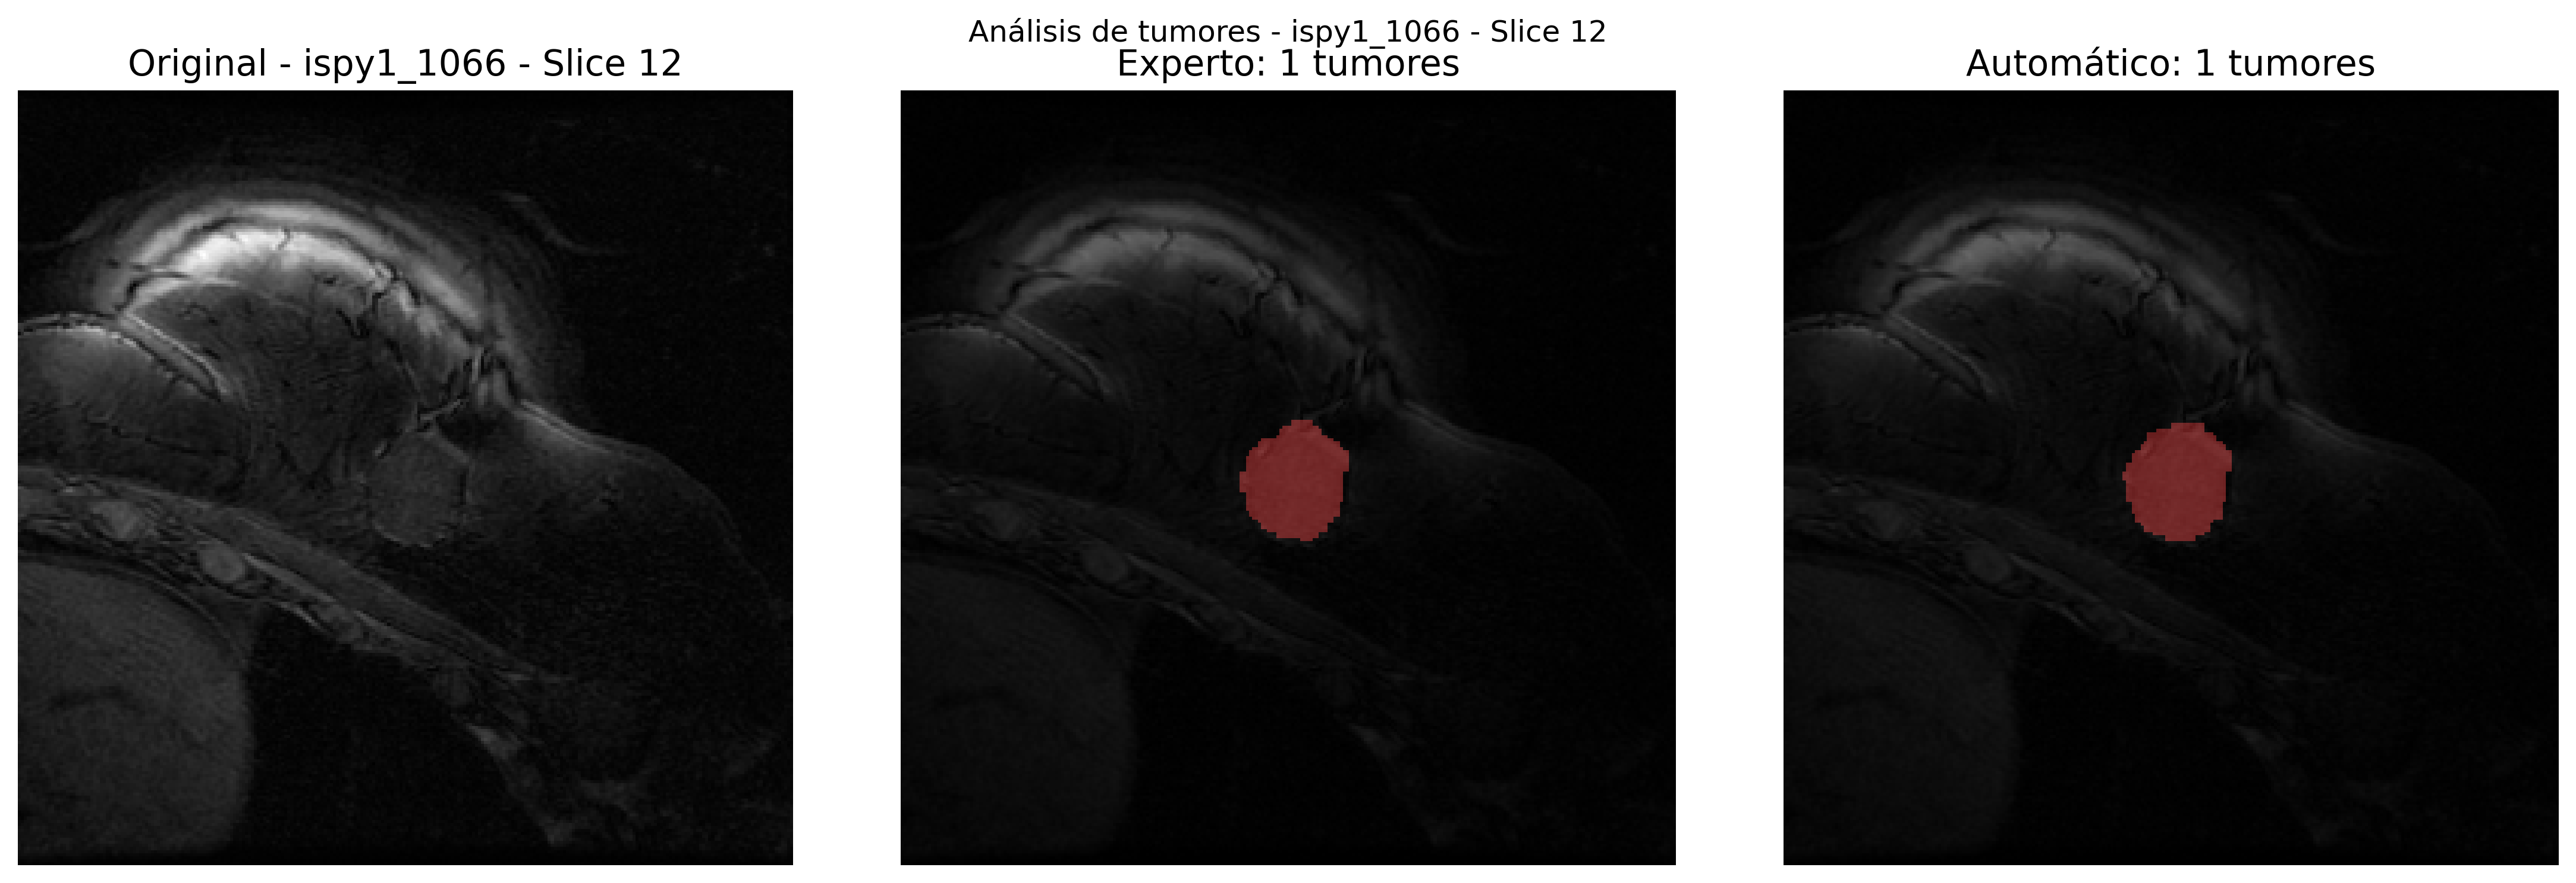 Análisis de tumores - ispy1_1066 - Slice 12
Original - ispy1_1066 - Slice 12
Experto: 1 tumores
Automático: 1 tumores